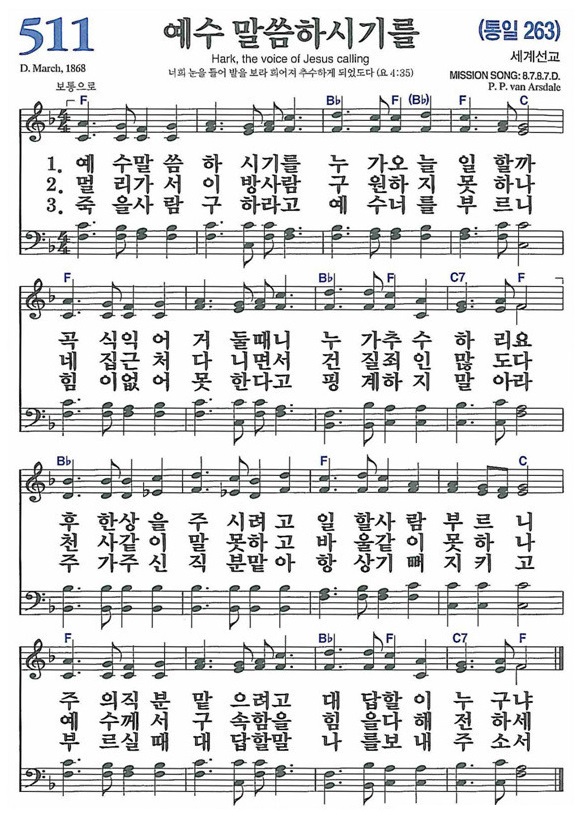 511
예수 말씀하시기를
(통일 263)
Hark, the voice of Jesus calling
D. March, 1868
너희 눈을 들어 밭을 보라 희어져 추수하게 되었도다 (요 4:35)
세계선교
MISSION SONG: 8.7.8.7.D.
P. P. van Arsdale
보통으로
F B♭ F (B♭) F C
1. 예 수말 씀 하 시기를 누 가오 늘 일 할까
2. 멀 리가 서 이 방사람 구 원하 지 못 하나
3. 죽 을사 람 구 하라고 예 수너 를 부 르니
F B♭ F C7 F
곡 식익 어 거 둘때니 누 가추 수 하 리요
네 집근 처 다 니면서 건 질죄 인 많 도다
힘 이없 어 못 한다고 핑 계하 지 말 아라
B♭ F C
후 한상 을 주 시려고 일 할사 람 부 르 니
천 사같 이 말 못하고 바 울같 이 못 하 나
주 가주 신 직 분맡아 항 상기 뻐 지 키 고
F B♭ F C7 F
주 의직 분 맡 으려고 대 답할 이 누 구냐
예 수께 서 구 속함을 힘 을다 해 전 하세
부 르실 때 대 답할말 나 를보 내 주 소서